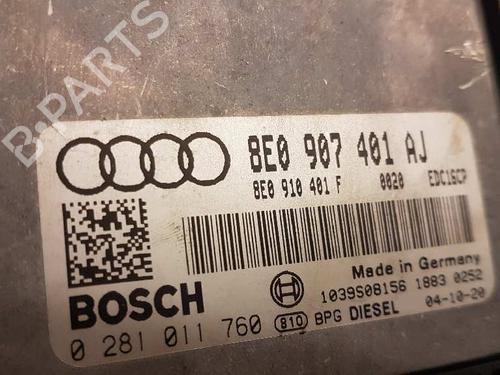 B-PARTS
8E0 907 401 AJ
8E0 910 401 F 0020 EDC16CP
BOSCH
Made in Germany
1039S08156 1883 0252
0 281 011 760 810 BPG DIESEL 04-10-20